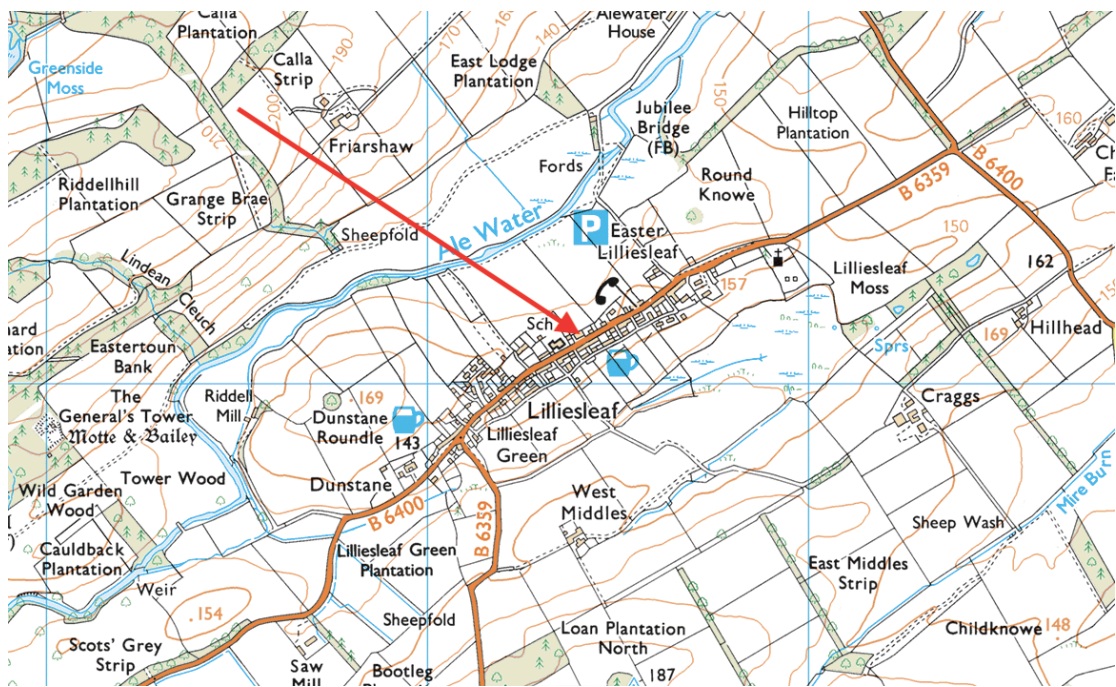 Calla
Plantation
Greenside
Moss
Calla
Strip
190
170
160
140
East Lodge
Plantation
Alewater
House
200
210
Friarshaw
Jubilee
Bridge
(FB)
150
Hilltop
Plantation
160
Fords
Round
Knowe
B 6359
B 6400
Riddellhill
Plantation
Grange Brae
Strip
Sheepfold
Ale Water
P
Easter
Lilliesleaf
150
162
Lindean
Cleuch
157
Lilliesleaf
Moss
Sch
Sprs
169
Hillhead
Eastertoun
Bank
The
General's Tower
Motte & Bailey
Riddell
Mill
169
Dunstane
Roundle
143
Lilliesleaf
Lilliesleaf
Green
Craggs
Tower Wood
Dunstane
Wild Garden
Wood
B 6400
B 6359
West
Middles
Mire Burn
Sheep Wash
Cauldback
Plantation
Weir
Lilliesleaf Green
Plantation
East Middles
Strip
.154
Sheepfold
Scots' Grey
Strip
Saw
Mill
Bootleg
Loan Plantation
North
187
Childknowe
148